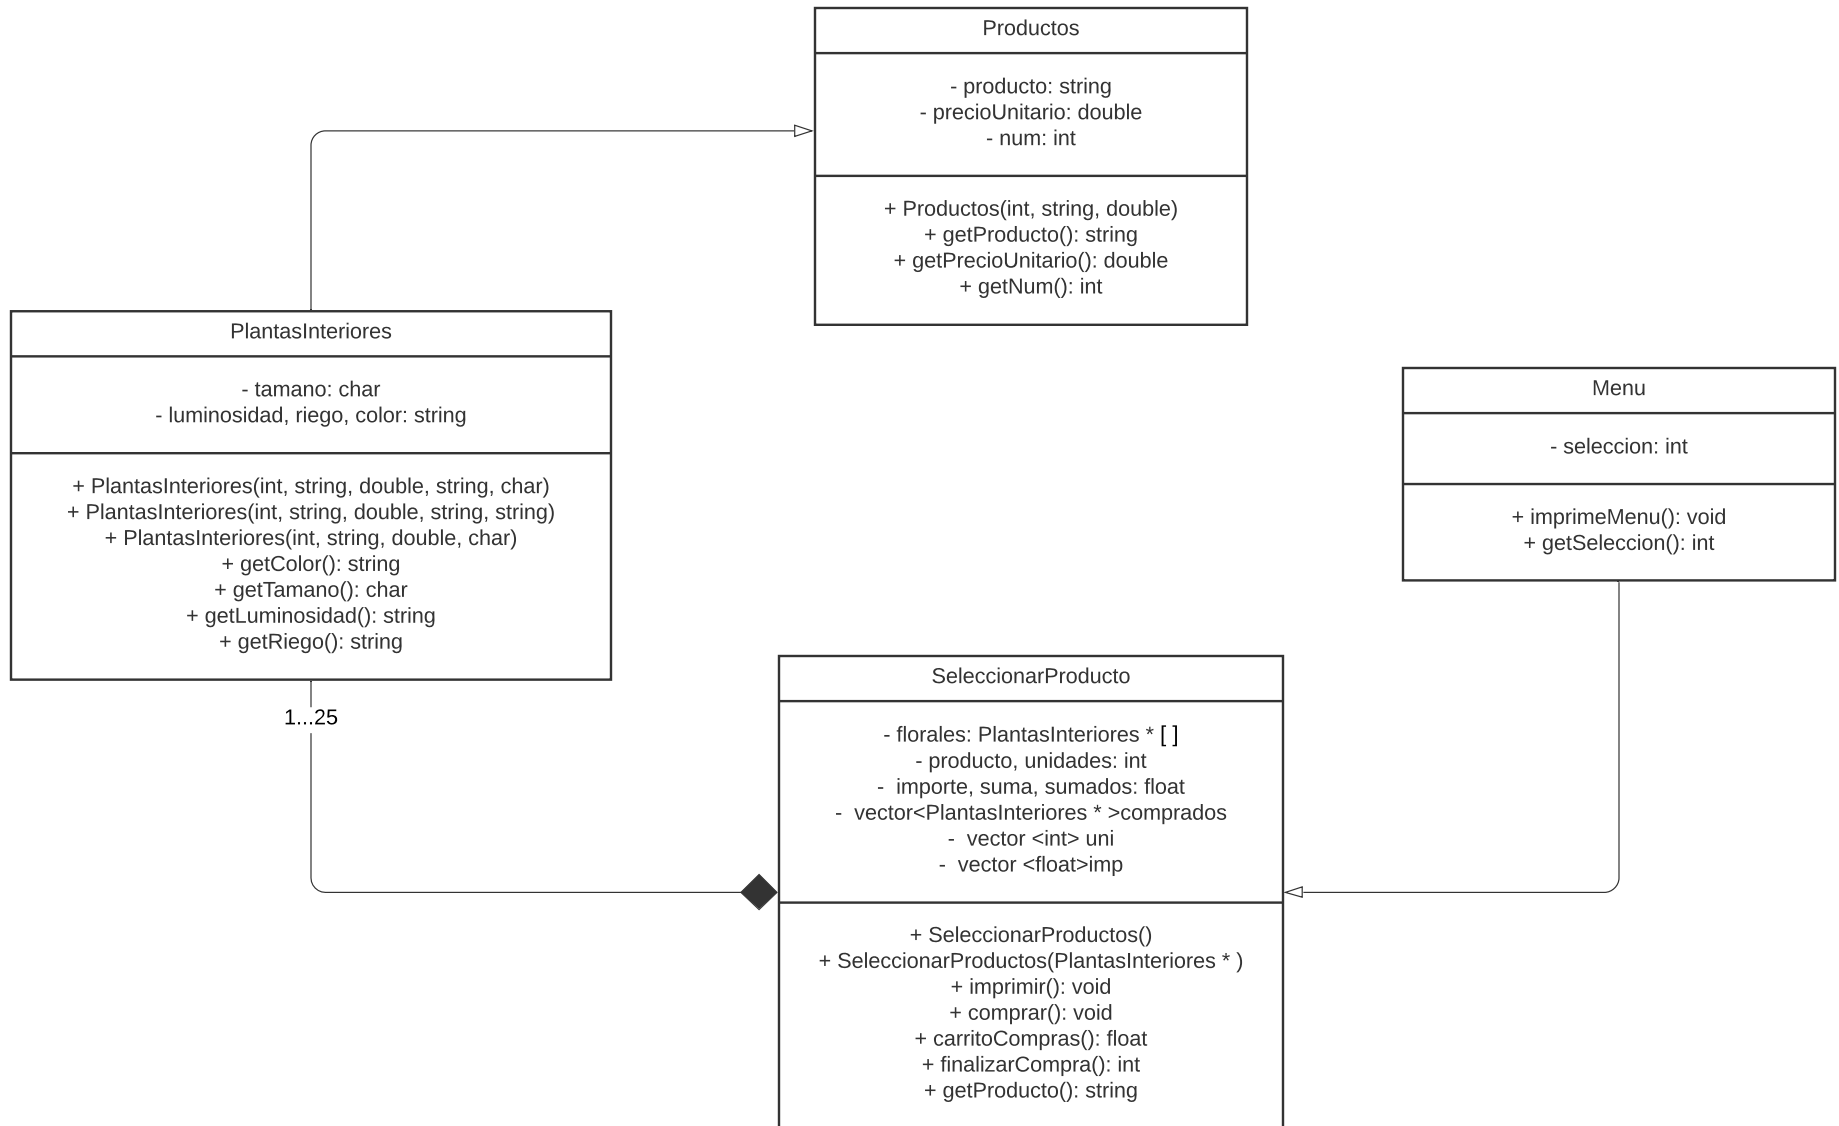 Productos
- producto: string
- precioUnitario: double
- num: int
+ Productos(int, string, double)
+ getProducto(): string
+ getPrecioUnitario(): double
+ getNum(): int
PlantasInteriores
- tamano: char
- luminosidad, riego, color: string
+ PlantasInteriores(int, string, double, string, char)
+ PlantasInteriores(int, string, double, string, string)
+ PlantasInteriores(int, string, double, char)
+ getColor(): string
+ getTamano(): char
+ getLuminosidad(): string
+ getRiego(): string
1...25
Menu
- seleccion: int
+ imprimeMenu(): void
+ getSeleccion(): int
SeleccionarProducto
- florales: PlantasInteriores * [ ]
- producto, unidades: int
-  importe, suma, sumados: float
-  vector<PlantasInteriores * >comprados
-  vector <int> uni
-  vector <float>imp
+ SeleccionarProductos()
+ SeleccionarProductos(PlantasInteriores * )
+ imprimir(): void
+ comprar(): void
+ carritoCompras(): float
+ finalizarCompra(): int
+ getProducto(): string